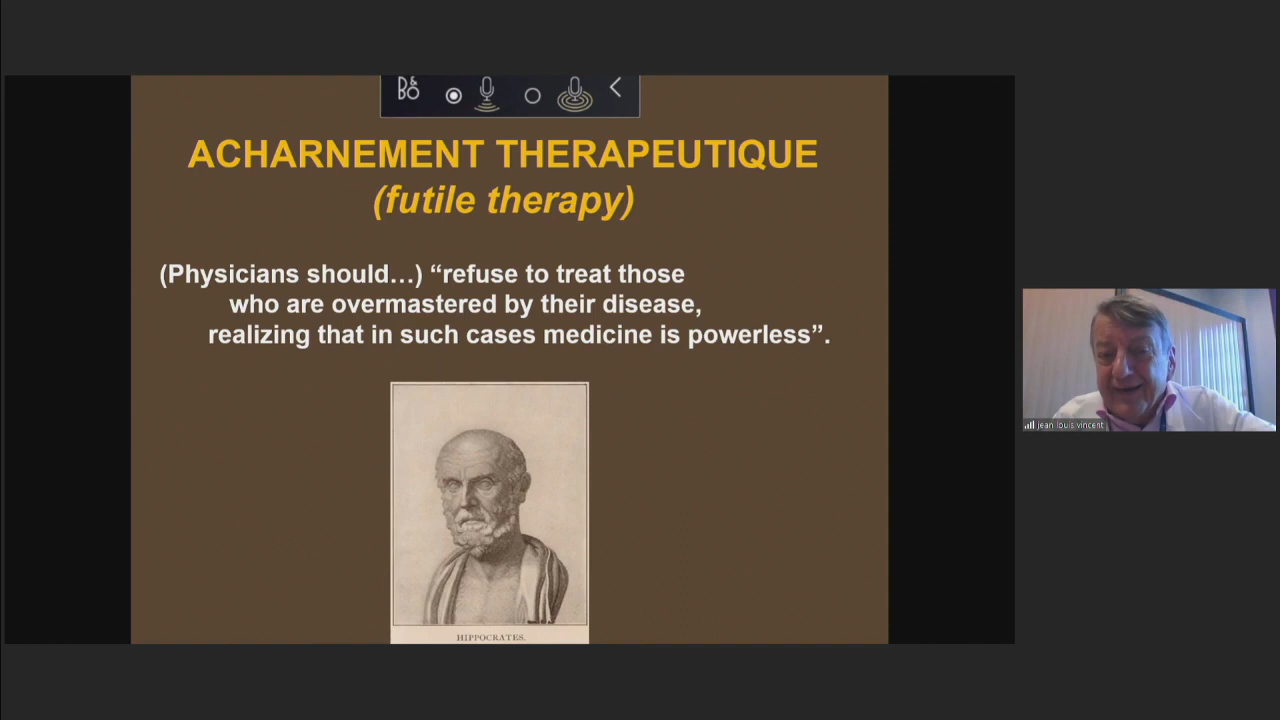 B&O
ACHARNEMENT THERAPEUTIQUE
(futile therapy)
(Physicians should…) “refuse to treat those
who are overmastered by their disease,
realizing that in such cases medicine is powerless”.
HIPPOCRATES.
jean louis vincent